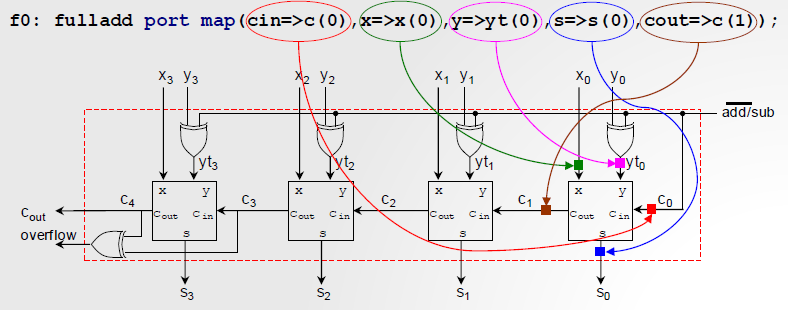 f0: fulladd port map(cin=>c(0),x=>x(0),y=>yt(0),s=>s(0),cout=>c(1));
x3 y3 x2 y2 x1 y1 x0 y0
add/sub
yt3 yt2 yt1 yt0
x y x y x y x y
c4 c3 c2 c1 c0
cout Cout Cin Cout Cin Cout Cin Cout Cin
overflow s s s s
s3 s2 s1 s0